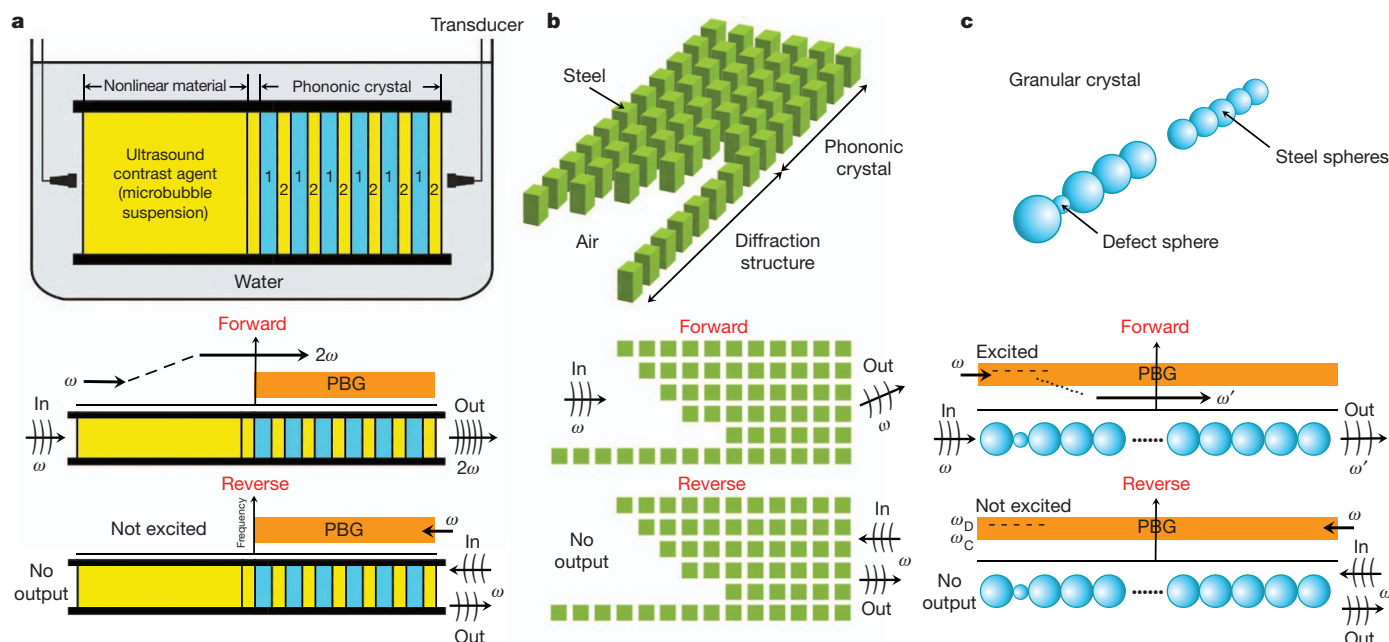 a
Transducer
Nonlinear material
Phononic crystal
Ultrasound
contrast agent
(microbubble
suspension)
1 2 1 2 1 2 1 2 1 2 1 2
Water
Forward
ω
2ω
PBG
In
Out
ω
2ω
Reverse
Not excited
Frequency
PBG
ω
In
No
output
ω
Out
b
Steel
Phononic
crystal
Air
Diffraction
structure
Forward
In
Out
ω
ω
Reverse
In
No
output
ω
Out
c
Granular crystal
Steel spheres
Defect sphere
Forward
Excited
ω
PBG
ω′
In
Out
ω
ω′
Reverse
Not excited
ωD
PBG
ω
ωC
In
No
output
ω
Out